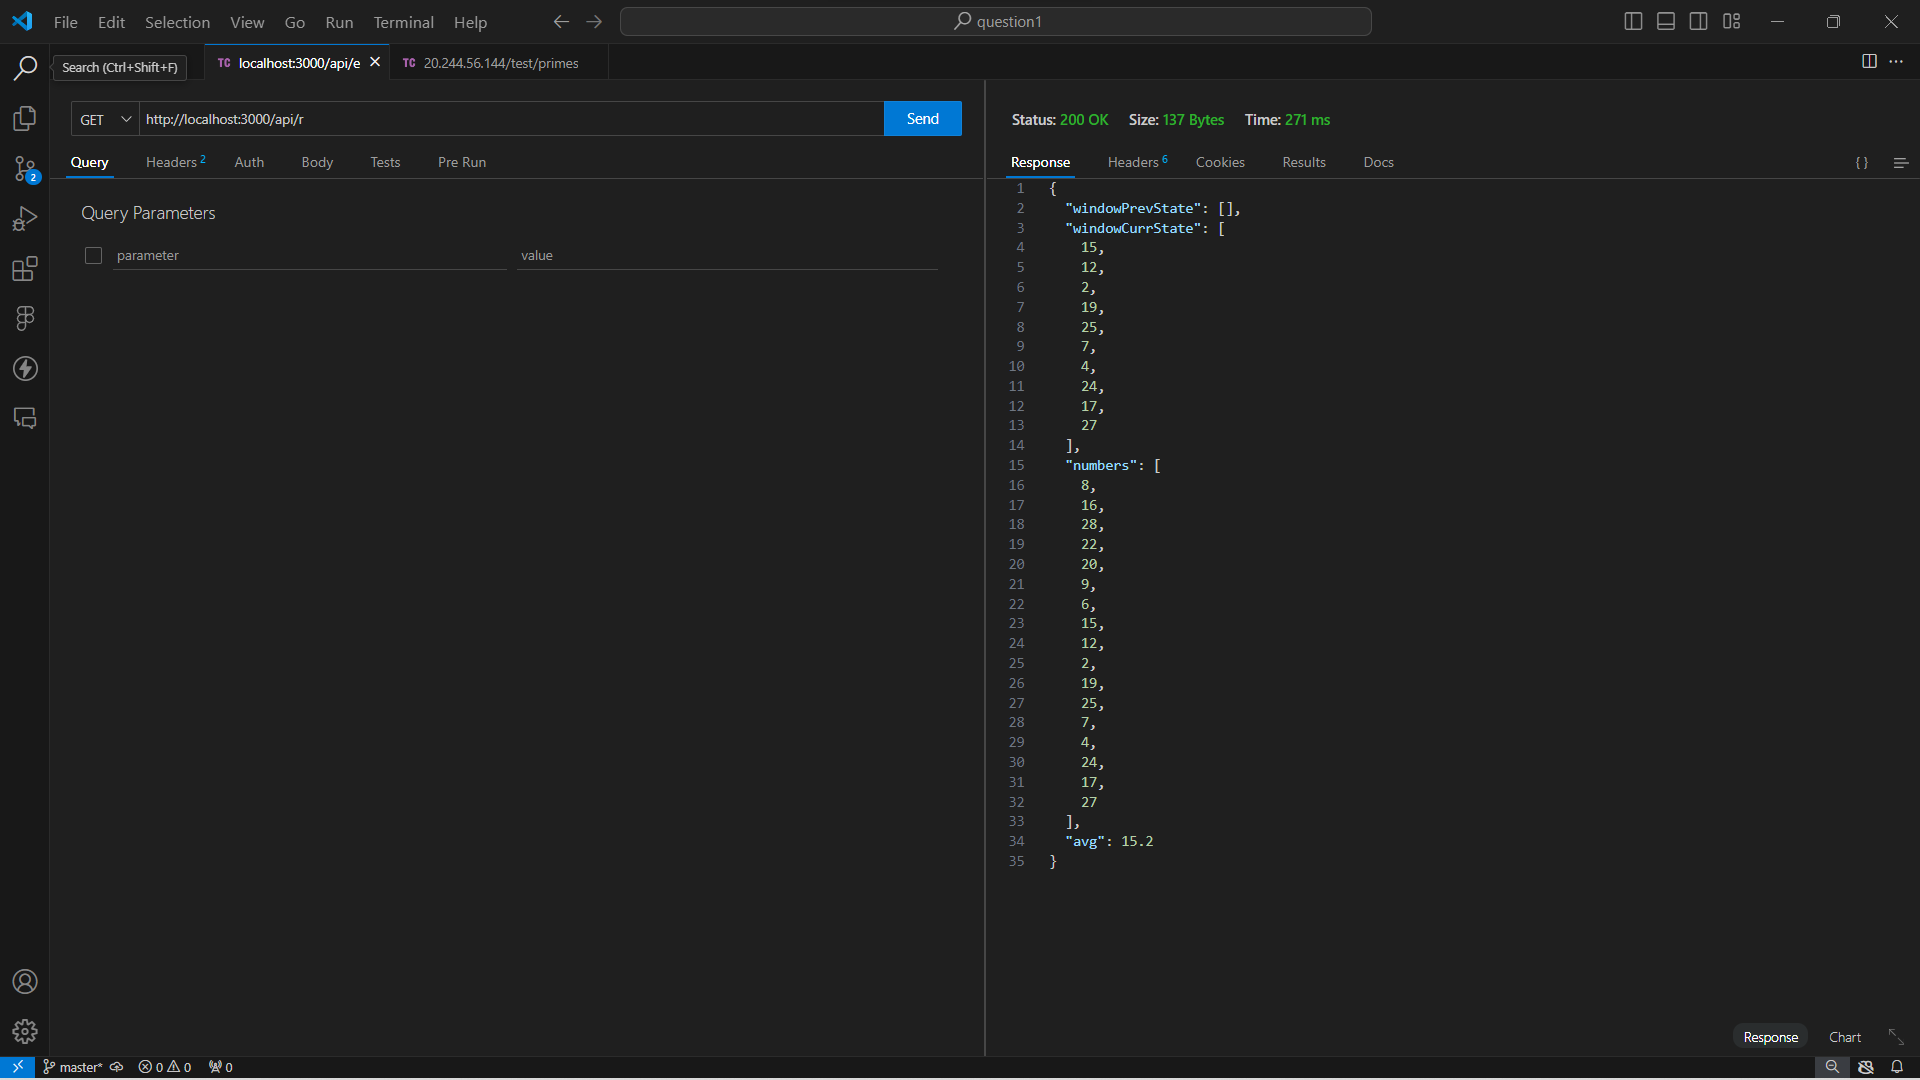 File Edit Selection View Go Run Terminal Help
question1
Search (Ctrl+Shift+F)
TC localhost:3000/api/e
TC 20.244.56.144/test/primes
GET
http://localhost:3000/api/r
Send
Query Headers 2 Auth Body Tests Pre Run
Query Parameters
parameter value
2
Status: 200 OK Size: 137 Bytes Time: 271 ms
Response Headers 6 Cookies Results Docs { }
1 {
2 "windowPrevState": [],
3 "windowCurrState": [
4 15,
5 12,
6 2,
7 19,
8 25,
9 7,
10 4,
11 24,
12 17,
13 27
14 ],
15 "numbers": [
16 8,
17 16,
18 28,
19 22,
20 20,
21 9,
22 6,
23 15,
24 12,
25 2,
26 19,
27 25,
28 7,
29 4,
30 24,
31 17,
32 27
33 ],
34 "avg": 15.2
35 }
Response Chart
master* 0 0 0